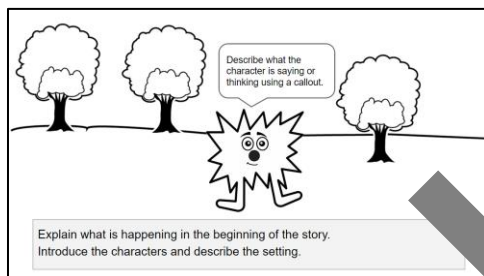 Describe what the
character is saying or
thinking using a callout.
Explain what is happening in the beginning of the story.
Introduce the characters and describe the setting.